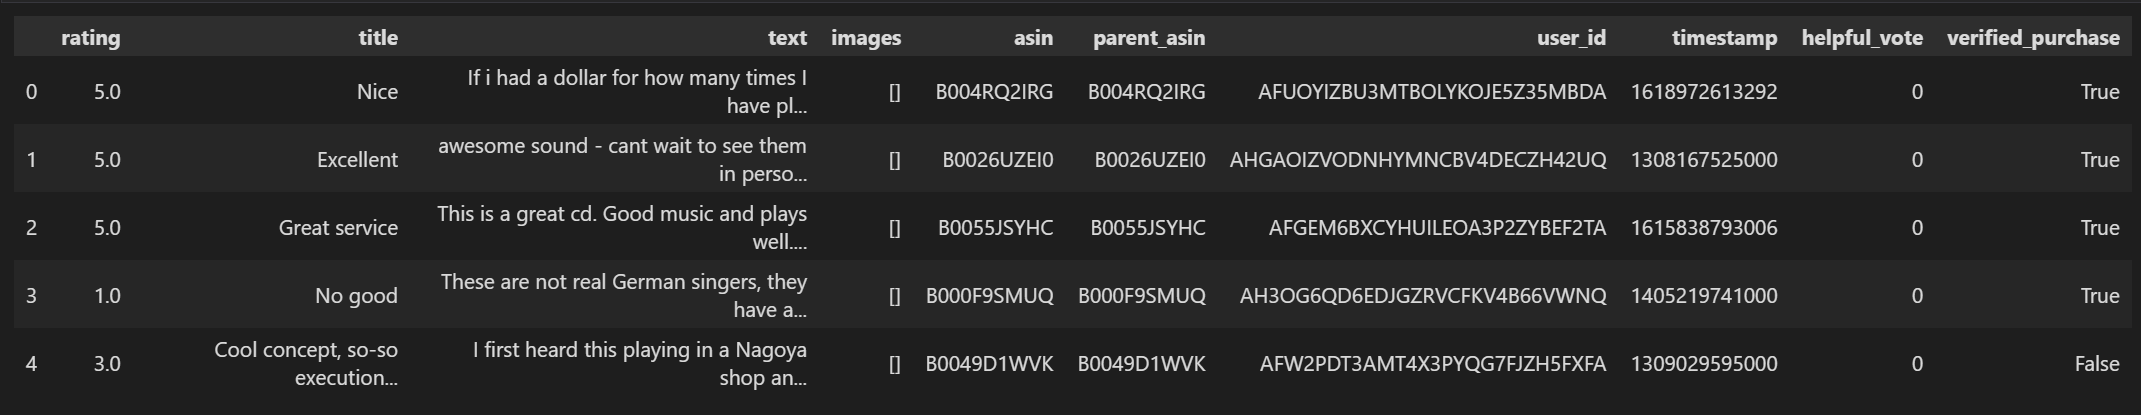 rating title text images asin parent_asin user_id timestamp helpful_vote verified_purchase
0 5.0 Nice If i had a dollar for how many times I have pl... [] B004RQ2IRG B004RQ2IRG AFUOYIZBU3MTBOLYKOJE5Z35MBDA 1618972613292 0 True
1 5.0 Excellent awesome sound - cant wait to see them in perso... [] B0026UZEI0 B0026UZEI0 AHGAOIZVODNHYMNCBV4DECZH42UQ 1308167525000 0 True
2 5.0 Great service This is a great cd. Good music and plays well.... [] B0055JSYHC B0055JSYHC AFGEM6BXCYHUILEOA3P2ZYBEF2TA 1615838793006 0 True
3 1.0 No good These are not real German singers, they have a... [] B000F9SMUQ B000F9SMUQ AH3OG6QD6EDJGZRVCFKV4B66VWNQ 1405219741000 0 True
4 3.0 Cool concept, so-so execution... I first heard this playing in a Nagoya shop an... [] B0049D1WVK B0049D1WVK AFW2PDT3AMT4X3PYQG7FJZH5FXFA 1309029595000 0 False